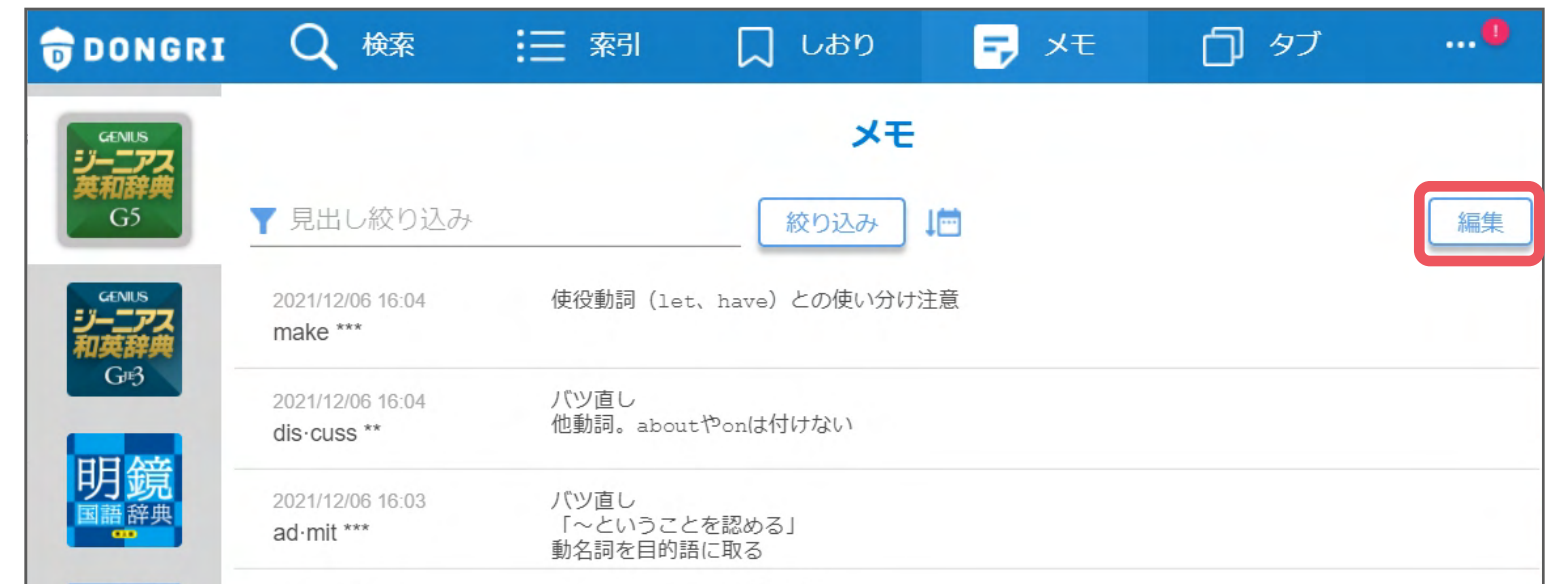 DONGRI 検索 索引 しおり メモ タブ ... !
GENIUS
ジーニアス
英和辞典
G5
メモ
見出し絞り込み 絞り込み 編集
GENIUS
ジーニアス
和英辞典
GJE3
2021/12/06 16:04 使役動詞（let、have）との使い分け注意
make ***
2021/12/06 16:04 バツ直し
dis·cuss ** 他動詞。aboutやonは付けない
明鏡
国語辞典
2021/12/06 16:03 バツ直し
ad·mit *** 「～ということを認める」
動名詞を目的語に取る